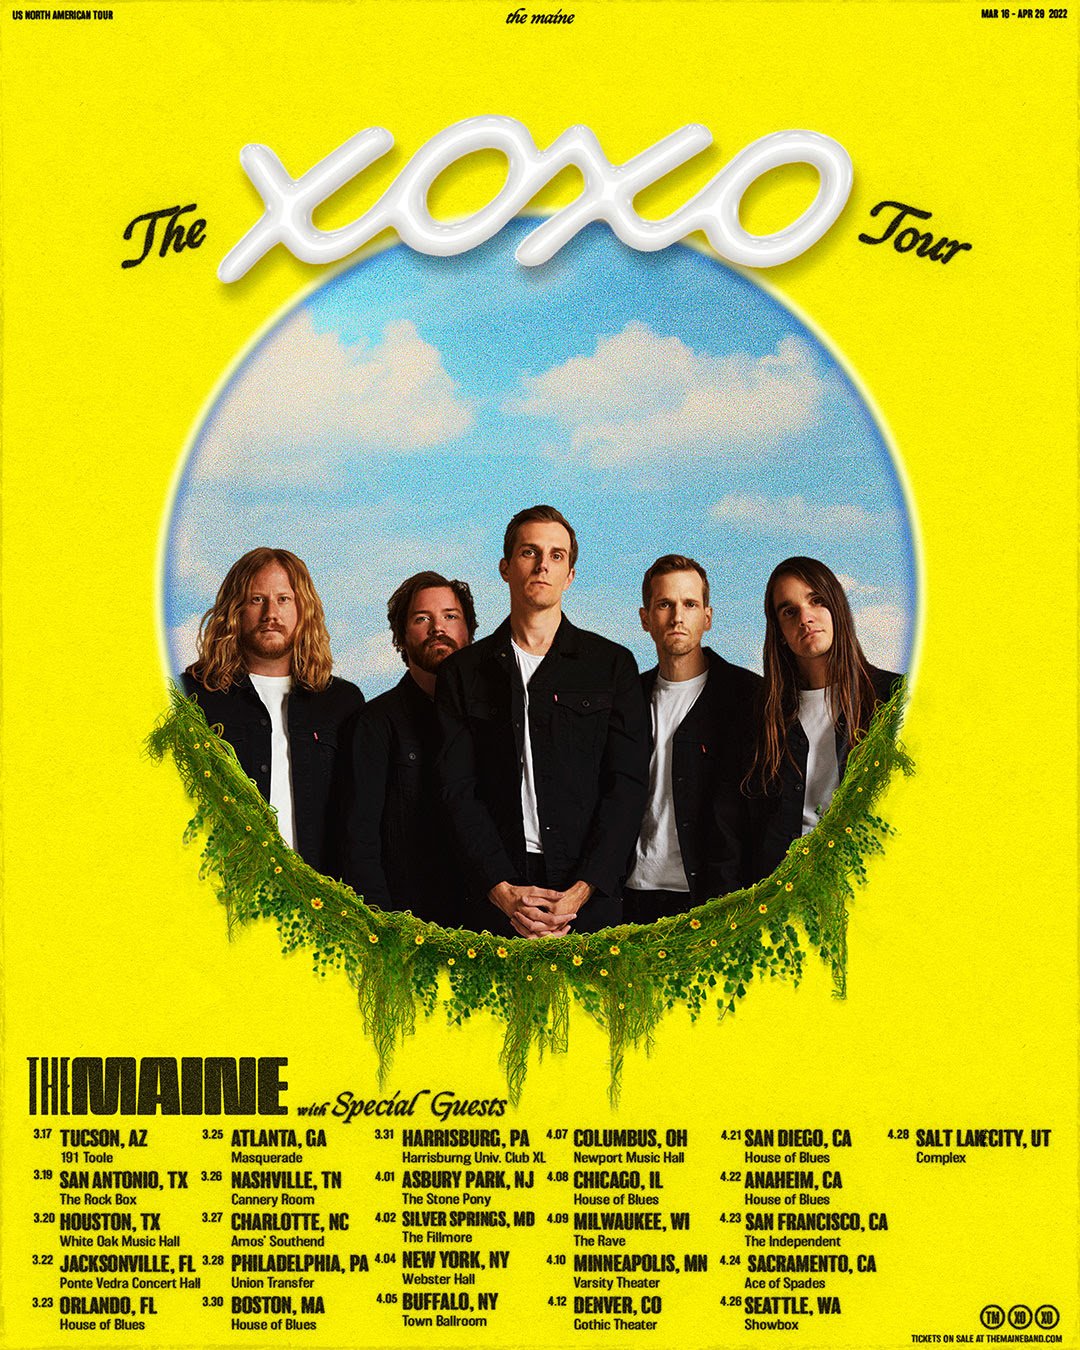 US NORTH AMERICAN TOUR
the maine
MAR 16 - APR 29 2022
The xoxo Tour
THE MAINE with Special Guests
3.17 TUCSON, AZ
191 Toole
3.19 SAN ANTONIO, TX
The Rock Box
3.20 HOUSTON, TX
White Oak Music Hall
3.22 JACKSONVILLE, FL
Ponte Vedra Concert Hall
3.23 ORLANDO, FL
House of Blues
3.25 ATLANTA, GA
Masquerade
3.26 NASHVILLE, TN
Cannery Room
3.27 CHARLOTTE, NC
Amos' Southend
3.28 PHILADELPHIA, PA
Union Transfer
3.30 BOSTON, MA
House of Blues
3.31 HARRISBURG, PA
Harrisburng Univ. Club XL
4.01 ASBURY PARK, NJ
The Stone Pony
4.02 SILVER SPRINGS, MD
The Fillmore
4.04 NEW YORK, NY
Webster Hall
4.05 BUFFALO, NY
Town Ballroom
4.07 COLUMBUS, OH
Newport Music Hall
4.08 CHICAGO, IL
House of Blues
4.09 MILWAUKEE, WI
The Rave
4.10 MINNEAPOLIS, MN
Varsity Theater
4.12 DENVER, CO
Gothic Theater
4.21 SAN DIEGO, CA
House of Blues
4.22 ANAHEIM, CA
House of Blues
4.23 SAN FRANCISCO, CA
The Independent
4.24 SACRAMENTO, CA
Ace of Spades
4.26 SEATTLE, WA
Showbox
4.28 SALT LAKE CITY, UT
Complex
TM XO XO
TICKETS ON SALE AT THEMAINEBAND.COM